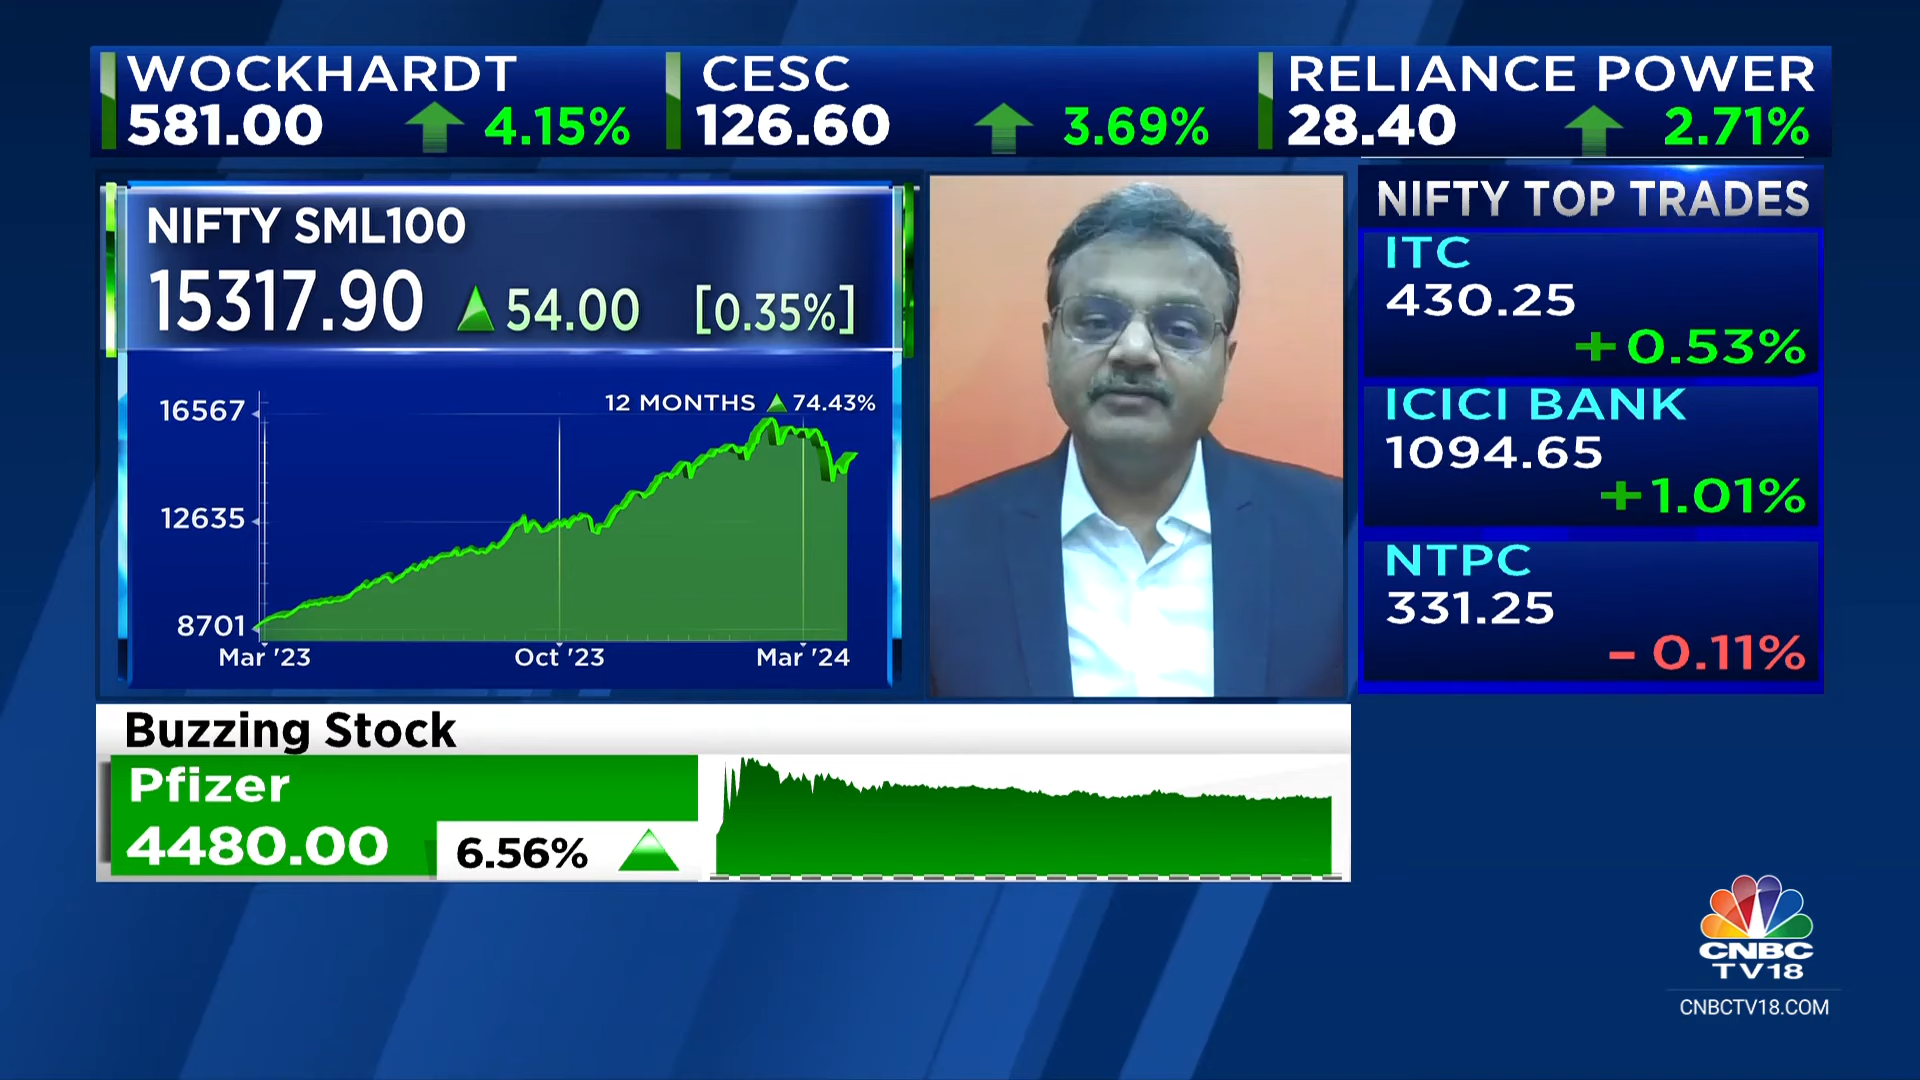 WOCKHARDT
581.00 4.15%
CESC
126.60 3.69%
RELIANCE POWER
28.40 2.71%
NIFTY SML100
15317.90 54.00 [0.35%]
12 MONTHS 74.43%
16567
12635
8701
Mar '23 Oct '23 Mar '24
NIFTY TOP TRADES
ITC
430.25
+0.53%
ICICI BANK
1094.65
+1.01%
NTPC
331.25
- 0.11%
Buzzing Stock
Pfizer
4480.00 6.56%
CNBC
TV18
CNBCTV18.COM